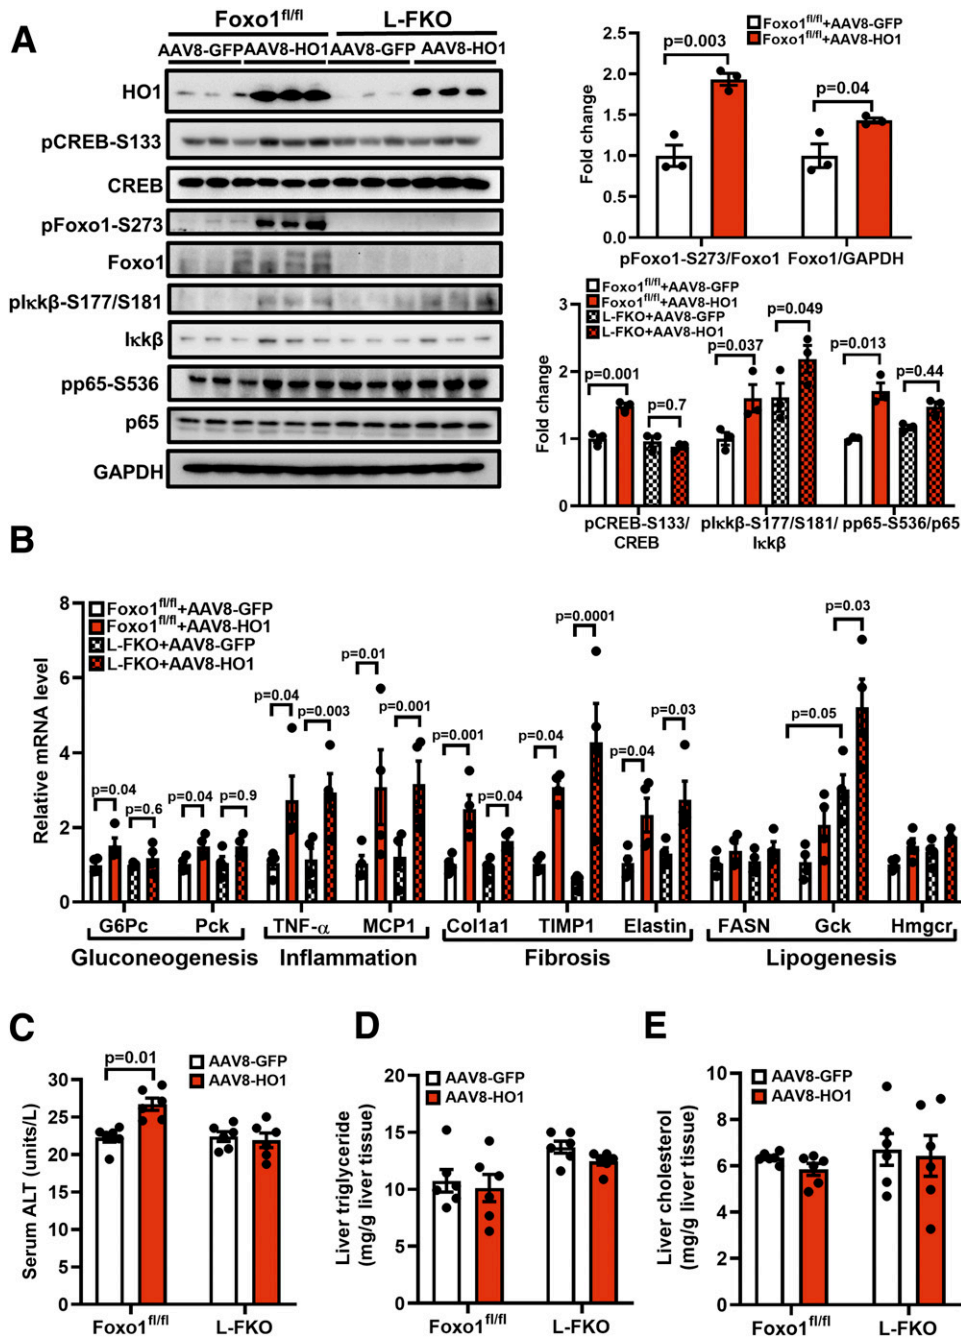 A
Foxo1fl/fl L-FKO
AAV8-GFP AAV8-HO1 AAV8-GFP AAV8-HO1
HO1
pCREB-S133
CREB
pFoxo1-S273
Foxo1
pIκkβ-S177/S181
Iκkβ
pp65-S536
p65
GAPDH
Foxo1fl/fl+AAV8-GFP
Foxo1fl/fl+AAV8-HO1
p=0.003
p=0.04
Fold change
2.5
2.0
1.5
1.0
0.5
0.0
pFoxo1-S273/Foxo1 Foxo1/GAPDH
Foxo1fl/fl+AAV8-GFP
Foxo1fl/fl+AAV8-HO1
L-FKO+AAV8-GFP
L-FKO+AAV8-HO1
p=0.001
p=0.7
p=0.037
p=0.049
p=0.013
p=0.44
Fold change
3
2
1
0
pCREB-S133/ pIκkβ-S177/S181/ pp65-S536/p65
CREB Iκkβ
B
Foxo1fl/fl+AAV8-GFP
Foxo1fl/fl+AAV8-HO1
L-FKO+AAV8-GFP
L-FKO+AAV8-HO1
Relative mRNA level
8
6
4
2
0
p=0.04
p=0.6
p=0.04
p=0.9
p=0.04
p=0.003
p=0.01
p=0.001
p=0.001
p=0.04
p=0.04
p=0.0001
p=0.04
p=0.03
p=0.05
p=0.03
G6Pc Pck TNF-α MCP1 Col1a1 TIMP1 Elastin FASN Gck Hmgcr
Gluconeogenesis Inflammation Fibrosis Lipogenesis
C
p=0.01
AAV8-GFP
AAV8-HO1
Serum ALT (units/L)
30
25
20
15
10
5
0
Foxo1fl/fl L-FKO
D
AAV8-GFP
AAV8-HO1
Liver triglyceride
(mg/g liver tissue)
20
15
10
5
0
Foxo1fl/fl L-FKO
E
AAV8-GFP
AAV8-HO1
Liver cholesterol
(mg/g liver tissue)
10
8
6
4
2
0
Foxo1fl/fl L-FKO